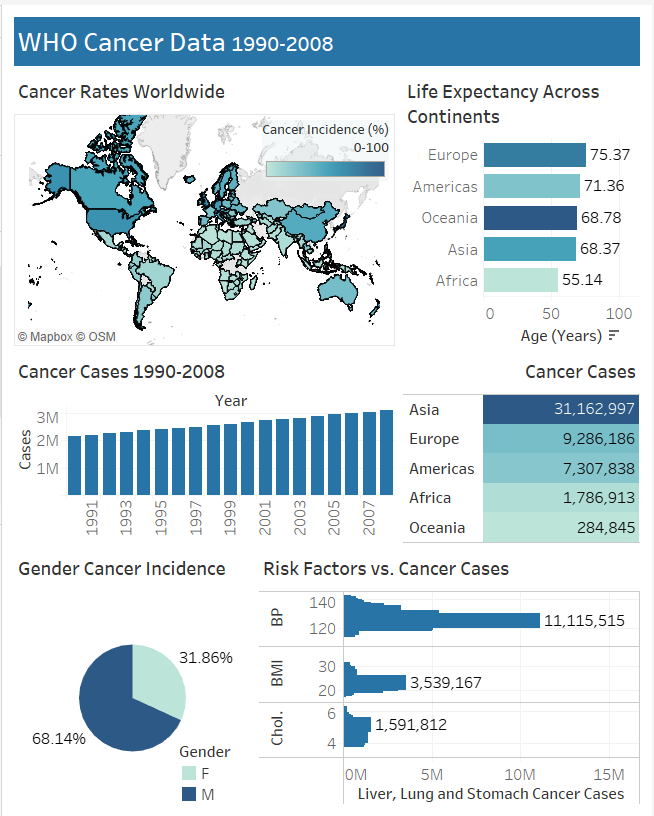 WHO Cancer Data 1990-2008
Cancer Rates Worldwide
Cancer Incidence (%)
0-100
© Mapbox © OSM
Life Expectancy Across
Continents
Europe 75.37
Americas 71.36
Oceania 68.78
Asia 68.37
Africa 55.14
0 50 100
Age (Years)
Cancer Cases 1990-2008
Year
Cases
3M
2M
1M
1991 1993 1995 1997 1999 2001 2003 2005 2007
Cancer Cases
Asia 31,162,997
Europe 9,286,186
Americas 7,307,838
Africa 1,786,913
Oceania 284,845
Gender Cancer Incidence
31.86%
68.14%
Gender
F
M
Risk Factors vs. Cancer Cases
BP
140
120
11,115,515
BMI
30
20
3,539,167
Chol.
6
4
1,591,812
0M 5M 10M 15M
Liver, Lung and Stomach Cancer Cases